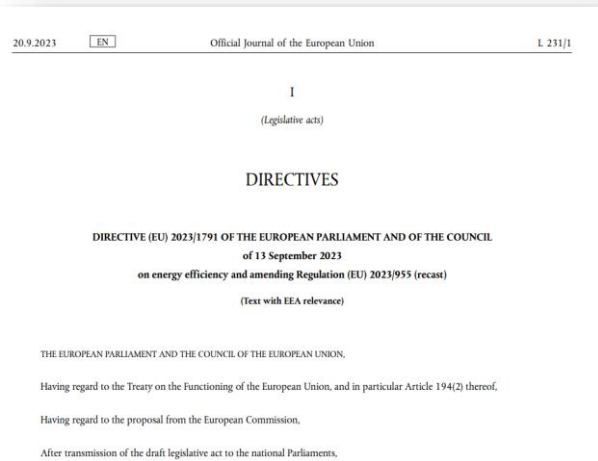 20.9.2023 EN Official Journal of the European Union L 231/1
I
(Legislative acts)
DIRECTIVES
DIRECTIVE (EU) 2023/1791 OF THE EUROPEAN PARLIAMENT AND OF THE COUNCIL
of 13 September 2023
on energy efficiency and amending Regulation (EU) 2023/955 (recast)
(Text with EEA relevance)
THE EUROPEAN PARLIAMENT AND THE COUNCIL OF THE EUROPEAN UNION,
Having regard to the Treaty on the Functioning of the European Union, and in particular Article 194(2) thereof,
Having regard to the proposal from the European Commission,
After transmission of the draft legislative act to the national Parliaments,